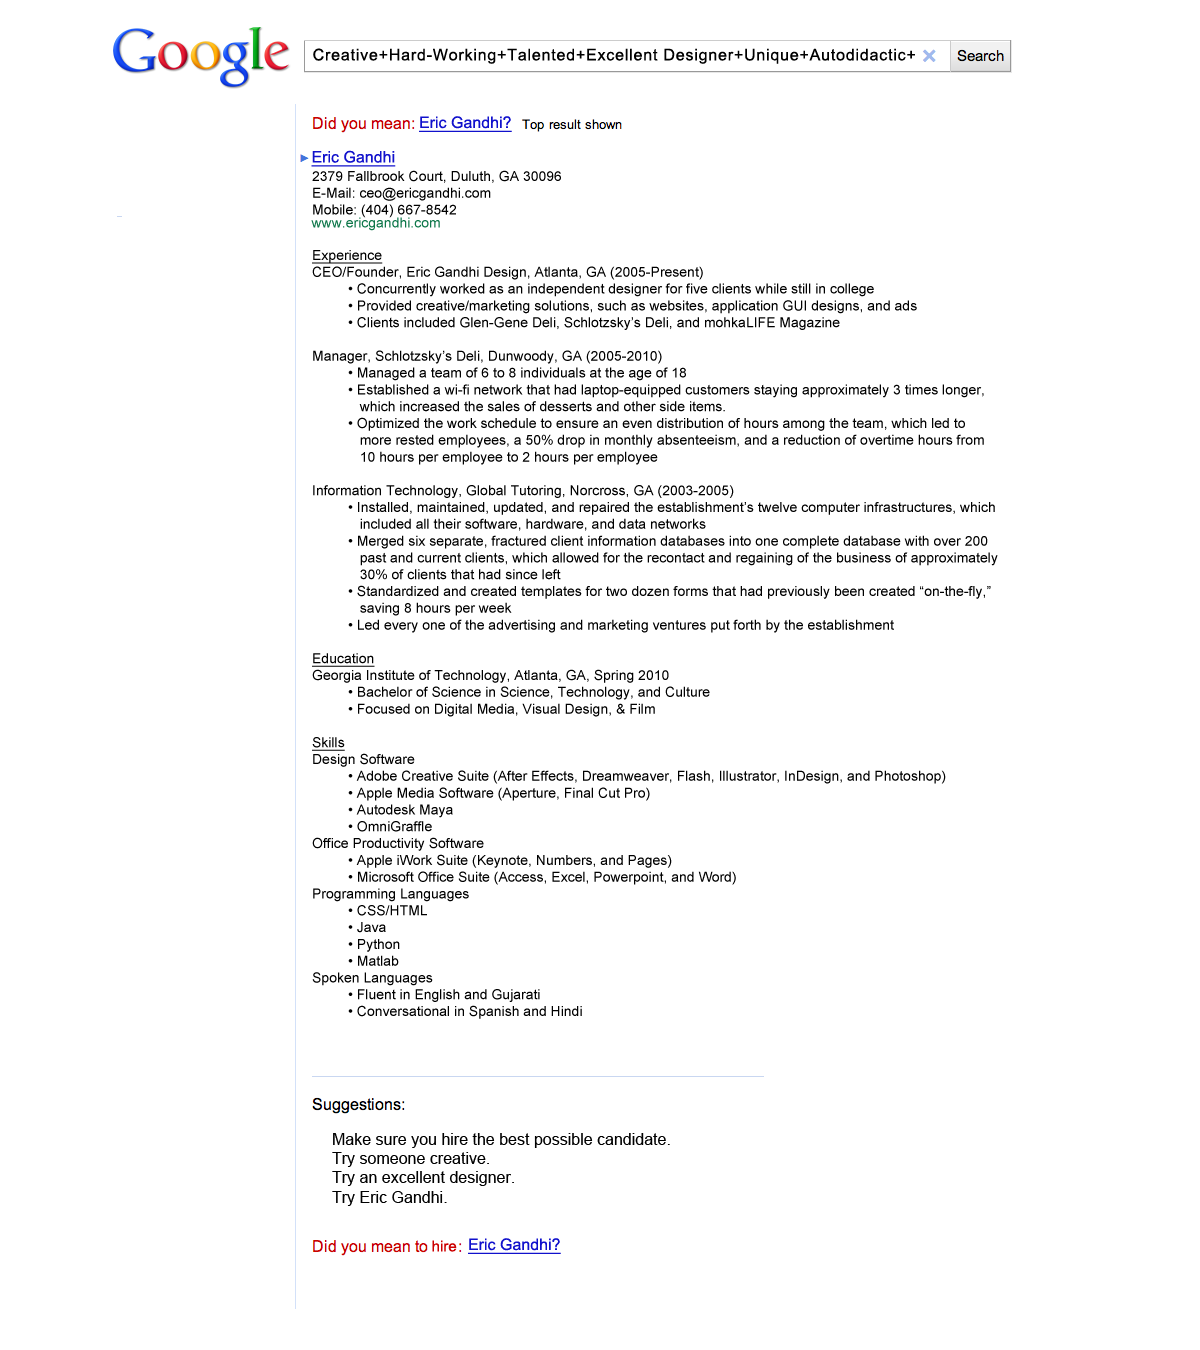 Google
Creative+Hard-Working+Talented+Excellent Designer+Unique+Autodidactic+ ✕ Search
Did you mean: Eric Gandhi? Top result shown
▸ Eric Gandhi
2379 Fallbrook Court, Duluth, GA 30096
E-Mail: ceo@ericgandhi.com
Mobile: (404) 667-8542
www.ericgandhi.com
Experience
CEO/Founder, Eric Gandhi Design, Atlanta, GA (2005-Present)
• Concurrently worked as an independent designer for five clients while still in college
• Provided creative/marketing solutions, such as websites, application GUI designs, and ads
• Clients included Glen-Gene Deli, Schlotzsky's Deli, and mohkaLIFE Magazine
Manager, Schlotzsky's Deli, Dunwoody, GA (2005-2010)
• Managed a team of 6 to 8 individuals at the age of 18
• Established a wi-fi network that had laptop-equipped customers staying approximately 3 times longer,
which increased the sales of desserts and other side items.
• Optimized the work schedule to ensure an even distribution of hours among the team, which led to
more rested employees, a 50% drop in monthly absenteeism, and a reduction of overtime hours from
10 hours per employee to 2 hours per employee
Information Technology, Global Tutoring, Norcross, GA (2003-2005)
• Installed, maintained, updated, and repaired the establishment's twelve computer infrastructures, which
included all their software, hardware, and data networks
• Merged six separate, fractured client information databases into one complete database with over 200
past and current clients, which allowed for the recontact and regaining of the business of approximately
30% of clients that had since left
• Standardized and created templates for two dozen forms that had previously been created “on-the-fly,”
saving 8 hours per week
• Led every one of the advertising and marketing ventures put forth by the establishment
Education
Georgia Institute of Technology, Atlanta, GA, Spring 2010
• Bachelor of Science in Science, Technology, and Culture
• Focused on Digital Media, Visual Design, & Film
Skills
Design Software
• Adobe Creative Suite (After Effects, Dreamweaver, Flash, Illustrator, InDesign, and Photoshop)
• Apple Media Software (Aperture, Final Cut Pro)
• Autodesk Maya
• OmniGraffle
Office Productivity Software
• Apple iWork Suite (Keynote, Numbers, and Pages)
• Microsoft Office Suite (Access, Excel, Powerpoint, and Word)
Programming Languages
• CSS/HTML
• Java
• Python
• Matlab
Spoken Languages
• Fluent in English and Gujarati
• Conversational in Spanish and Hindi
Suggestions:
Make sure you hire the best possible candidate.
Try someone creative.
Try an excellent designer.
Try Eric Gandhi.
Did you mean to hire: Eric Gandhi?